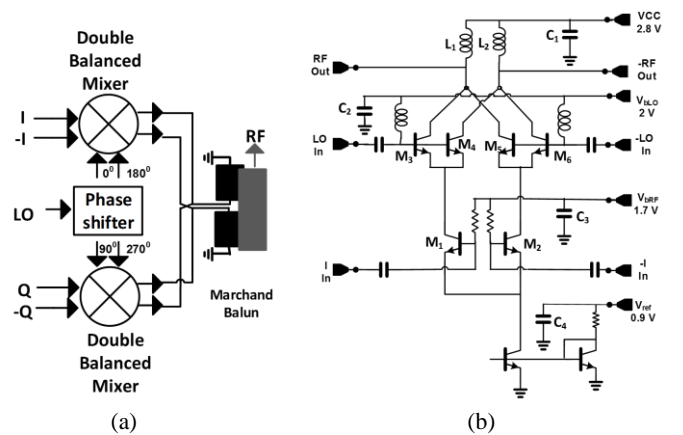 Double
Balanced
Mixer
I
-I
0⁰ 180⁰
LO
Phase
shifter
90⁰ 270⁰
Q
-Q
Double
Balanced
Mixer
RF
Marchand
Balun
(a)
VCC
2.8 V
L₁ L₂ C₁
RF
Out
-RF
Out
C₂
VbLO
2 V
LO
In
M₃ M₄ M₅ M₆
-LO
In
VbRF
1.7 V
C₃
M₁ M₂
I
In
-I
In
Vref
0.9 V
C₄
(b)